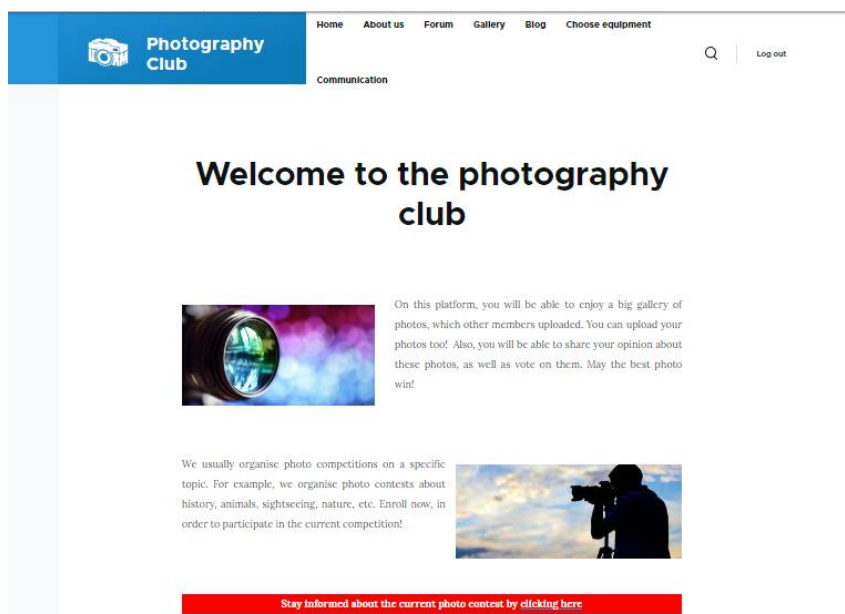 Photography
Club
Home About us Forum Gallery Blog Choose equipment
Communication
Log out
Welcome to the photography
club
On this platform, you will be able to enjoy a big gallery of
photos, which other members uploaded. You can upload your
photos too! Also, you will be able to share your opinion about
these photos, as well as vote on them. May the best photo
win!
We usually organise photo competitions on a specific
topic. For example, we organise photo contests about
history, animals, sightseeing, nature, etc. Enroll now, in
order to participate in the current competition!
Stay informed about the current photo contest by clicking here